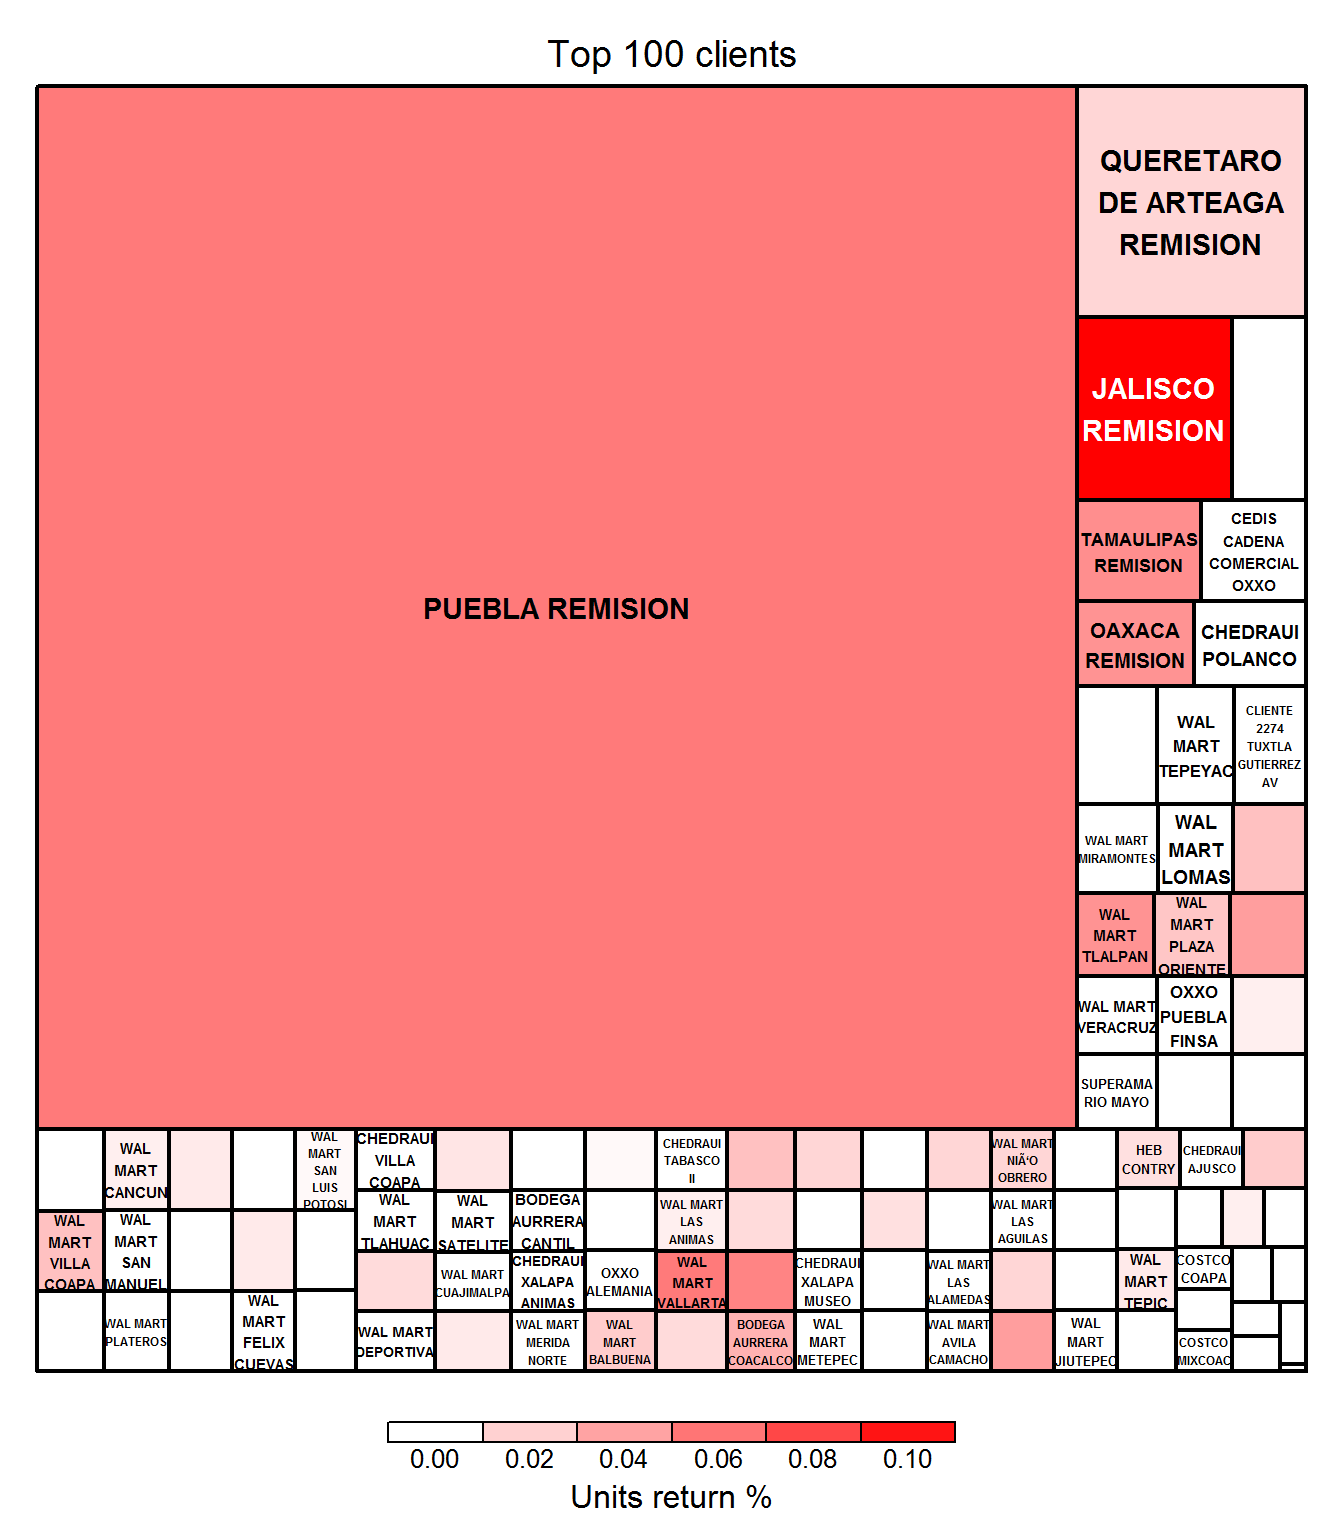 Top 100 clients
PUEBLA REMISION
QUERETARO
DE ARTEAGA
REMISION
JALISCO
REMISION
TAMAULIPAS
REMISION
CEDIS
CADENA
COMERCIAL
OXXO
OAXACA
REMISION
CHEDRAUI
POLANCO
WAL
MART
TEPEYAC
CLIENTE
2274
TUXTLA
GUTIERREZ
AV
WAL MART
MIRAMONTES
WAL
MART
LOMAS
WAL
MART
TLALPAN
WAL
MART
PLAZA
ORIENTE
WAL MART
VERACRUZ
OXXO
PUEBLA
FINSA
SUPERAMA
RIO MAYO
WAL
MART
CANCUN
WAL
MART
SAN
LUIS
POTOSI
CHEDRAUI
VILLA
COAPA
CHEDRAUI
TABASCO
II
WAL MART
NIÃ‘O
OBRERO
HEB
CONTRY
CHEDRAUI
AJUSCO
WAL
MART
VILLA
COAPA
WAL
MART
SAN
MANUEL
WAL
MART
TLAHUAC
WAL
MART
SATELITE
BODEGA
AURRERA
CANTIL
WAL MART
LAS
ANIMAS
WAL MART
LAS
AGUILAS
WAL MART
CUAJIMALPA
CHEDRAUI
XALAPA
ANIMAS
OXXO
ALEMANIA
WAL
MART
VALLARTA
CHEDRAUI
XALAPA
MUSEO
WAL MART
LAS
ALAMEDAS
WAL
MART
TEPIC
COSTCO
COAPA
WAL MART
PLATEROS
WAL
MART
FELIX
CUEVAS
WAL MART
DEPORTIVA
WAL MART
MERIDA
NORTE
WAL
MART
BALBUENA
BODEGA
AURRERA
COACALCO
WAL
MART
METEPEC
WAL MART
AVILA
CAMACHO
WAL
MART
JIUTEPEC
COSTCO
MIXCOAC
0.00
0.02
0.04
0.06
0.08
0.10
Units return %